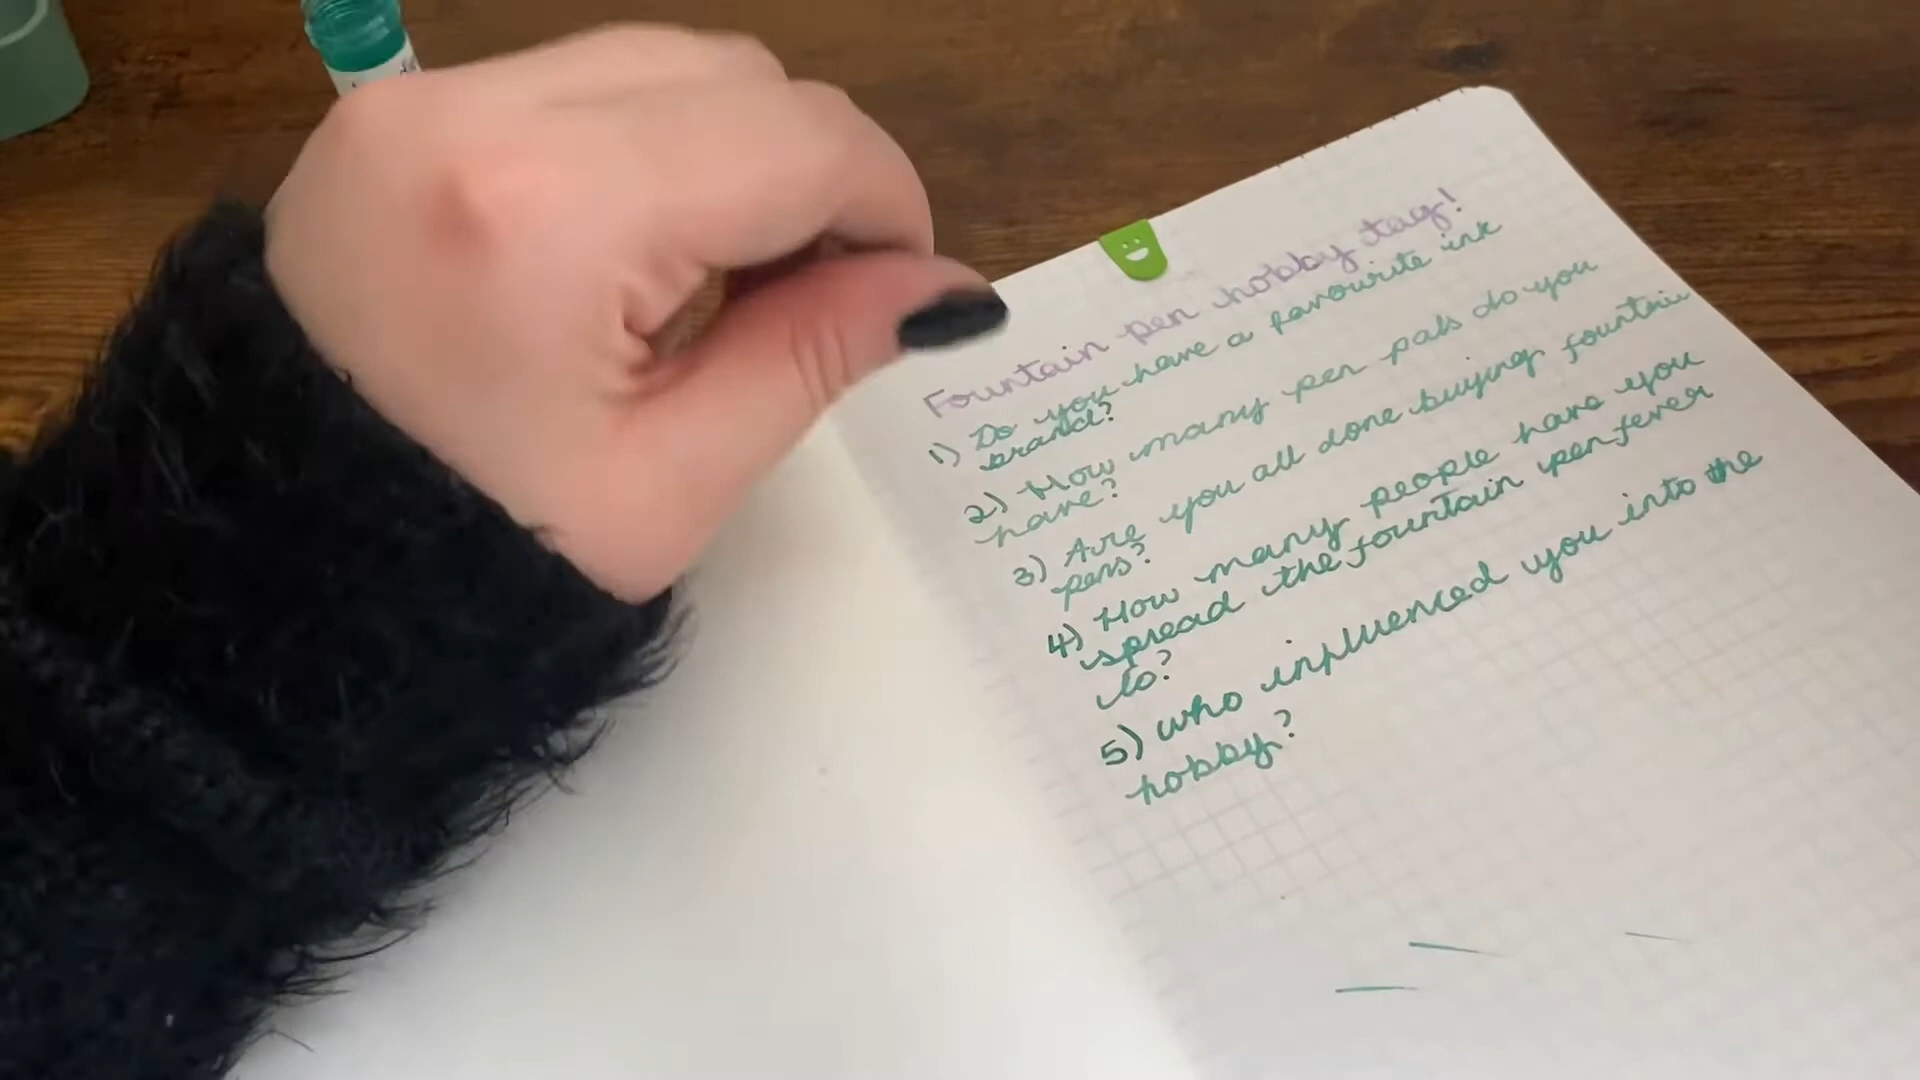 Fountain pen hobby tag!
1) Do you have a favourite ink
brand?
2) How many pen pals do you
have?
3) Are you all done buying fountain
pens?
4) How many people have you
spread the fountain pen fever
to?
5) who influenced you into the
hobby?